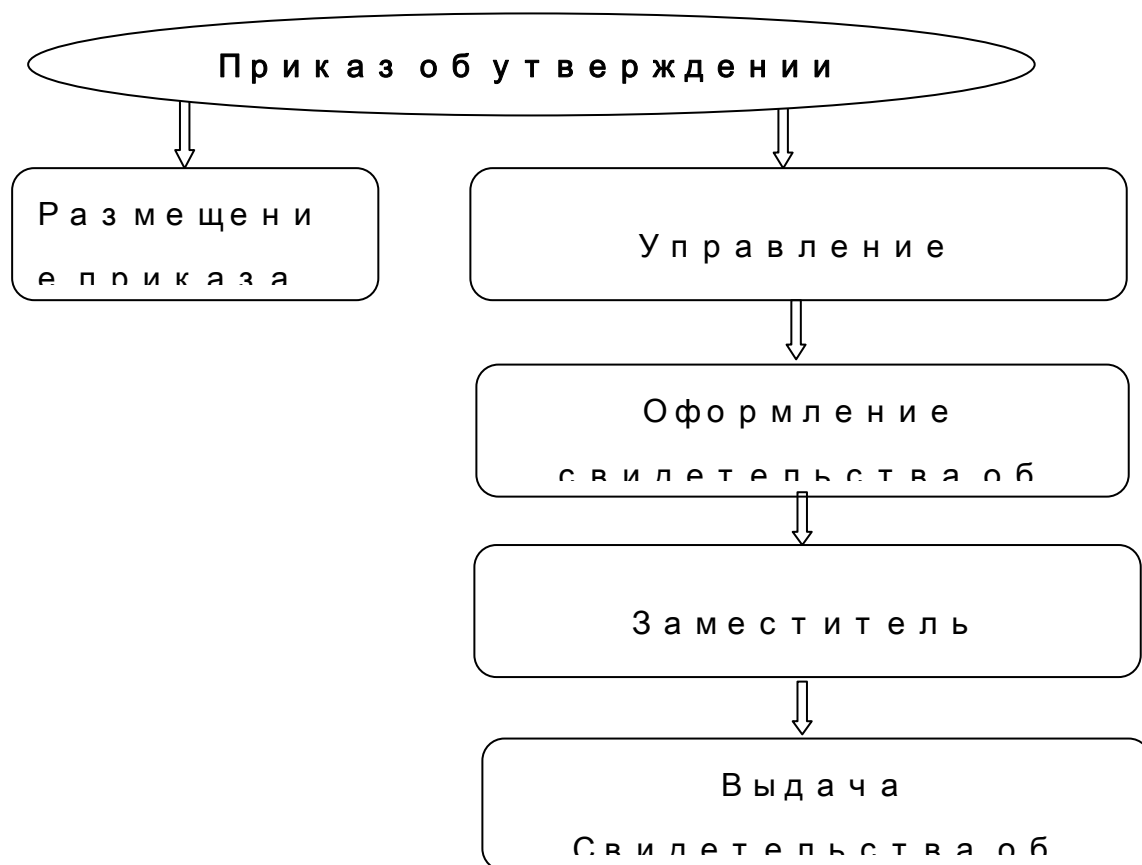 Приказ об утверждении
Размещени
е приказа
Управление
Оформление
свидетельства об
Заместитель
Выдача
Свидетельства об